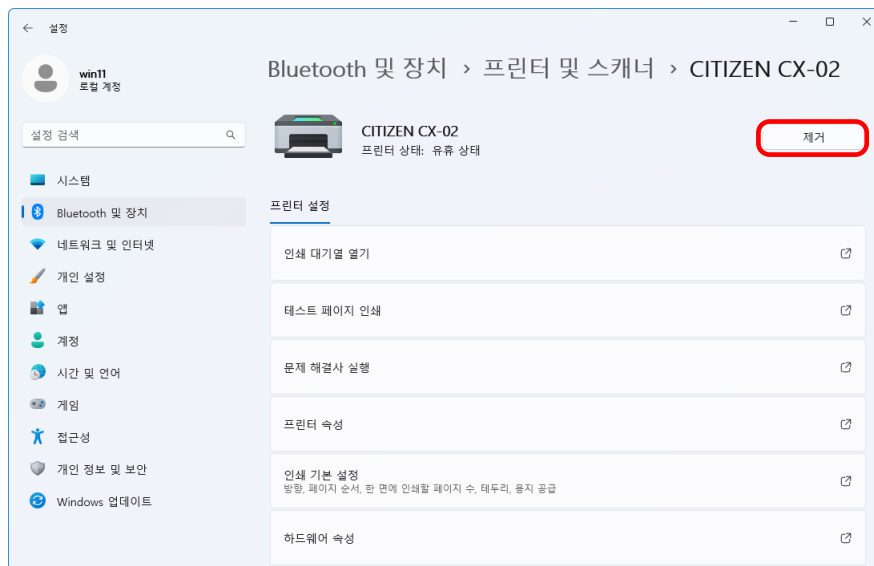 설정
win11
로컬 계정
설정 검색
시스템
Bluetooth 및 장치
네트워크 및 인터넷
개인 설정
앱
계정
시간 및 언어
게임
접근성
개인 정보 및 보안
Windows 업데이트
Bluetooth 및 장치 › 프린터 및 스캐너 › CITIZEN CX-02
CITIZEN CX-02
프린터 상태: 유휴 상태
제거
프린터 설정
인쇄 대기열 열기
테스트 페이지 인쇄
문제 해결사 실행
프린터 속성
인쇄 기본 설정
방향, 페이지 순서, 한 면에 인쇄할 페이지 수, 테두리, 용지 공급
하드웨어 속성